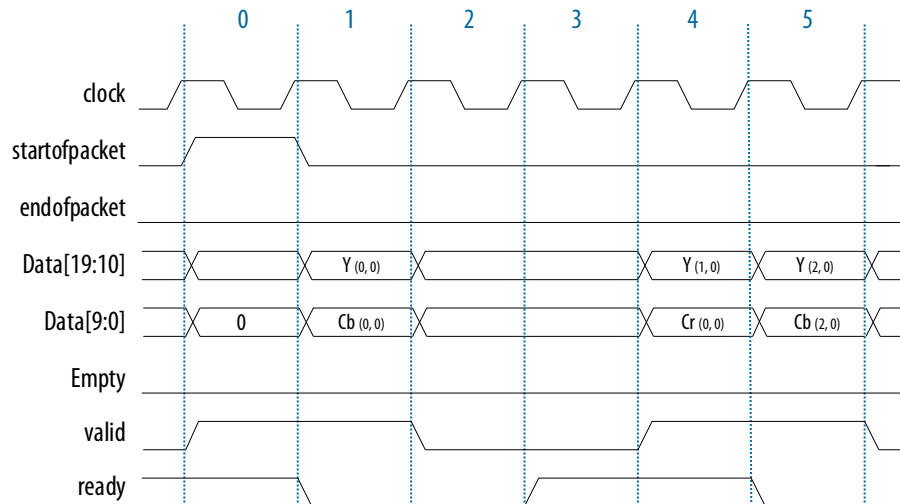 0 1 2 3 4 5
clock
startofpacket
endofpacket
Data[19:10] Y (0, 0) Y (1, 0) Y (2, 0)
Data[9:0] 0 Cb (0, 0) Cr (0, 0) Cb (2, 0)
Empty
valid
ready